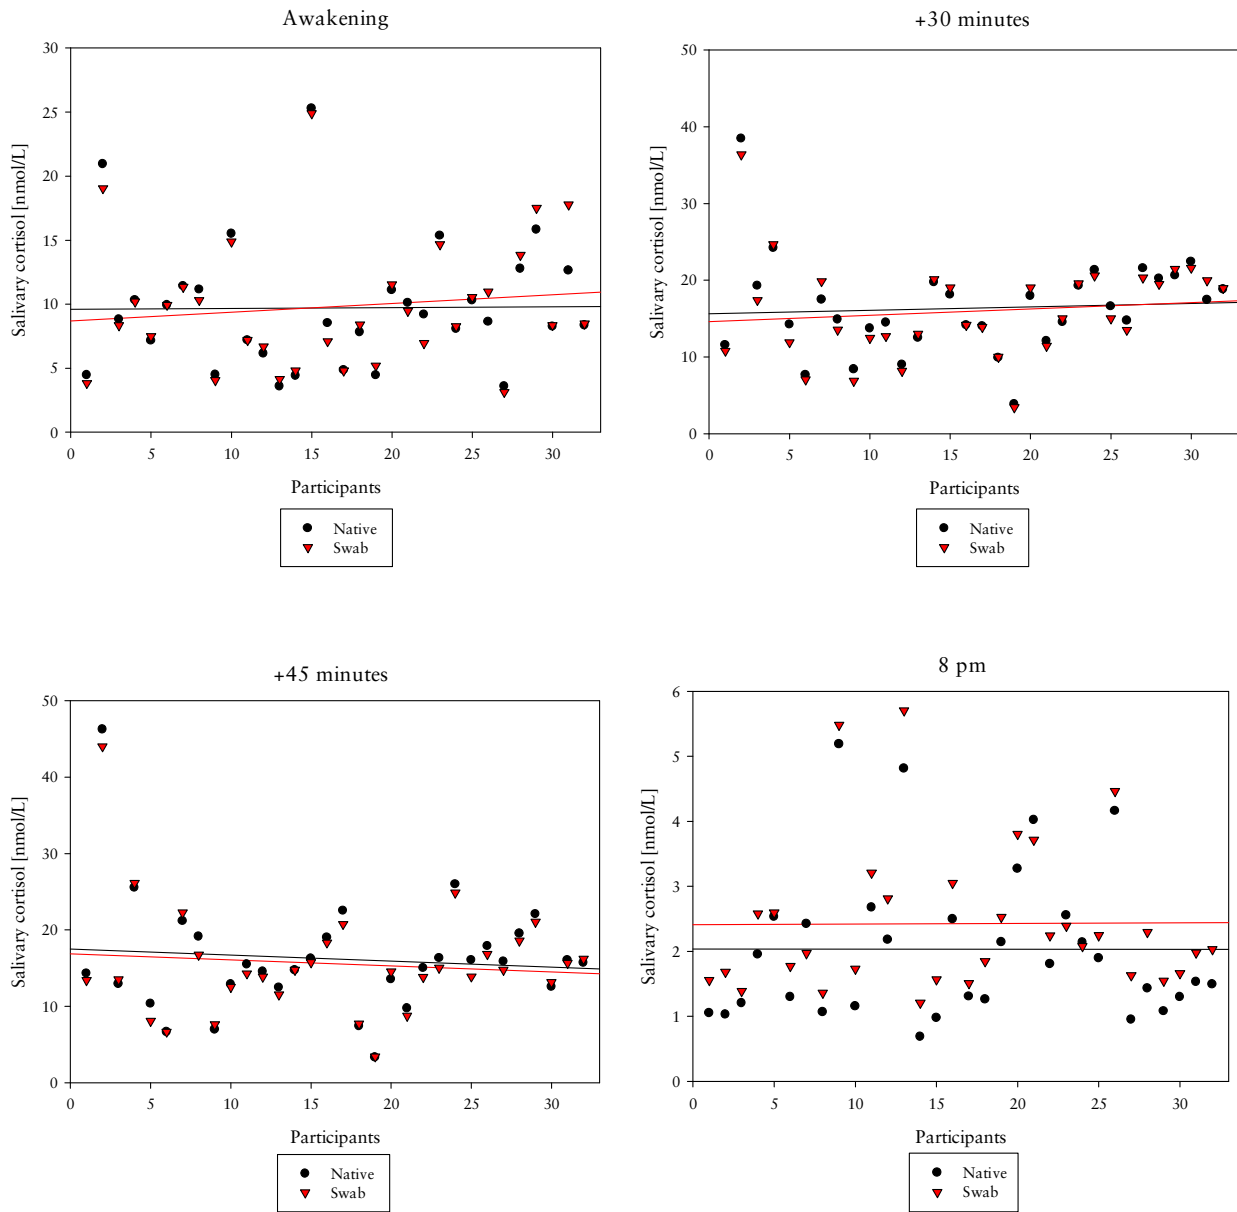 Awakening
30
25
20
15
10
5
0
Salivary cortisol [nmol/L]
0 5 10 15 20 25 30
Participants
Native
Swab
+30 minutes
50
40
30
20
10
0
Salivary cortisol [nmol/L]
0 5 10 15 20 25 30
Participants
Native
Swab
+45 minutes
50
40
30
20
10
0
Salivary cortisol [nmol/L]
0 5 10 15 20 25 30
Participants
Native
Swab
8 pm
6
5
4
3
2
1
0
Salivary cortisol [nmol/L]
0 5 10 15 20 25 30
Participants
Native
Swab